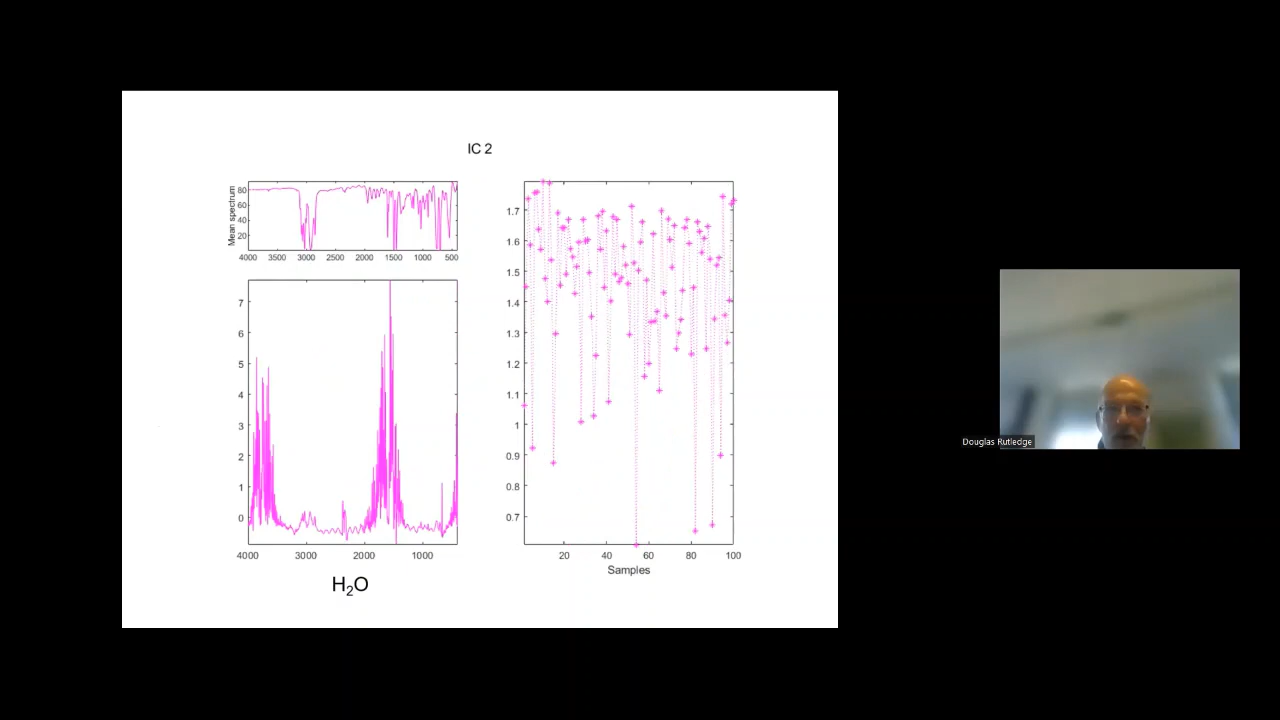 IC 2
Mean spectrum
80
60
40
20
4000 3500 3000 2500 2000 1500 1000 500
7
6
5
4
3
2
1
0
4000 3000 2000 1000
H₂O
1.7
1.6
1.5
1.4
1.3
1.2
1.1
1
0.9
0.8
0.7
20 40 60 80 100
Samples
Douglas Rutledge